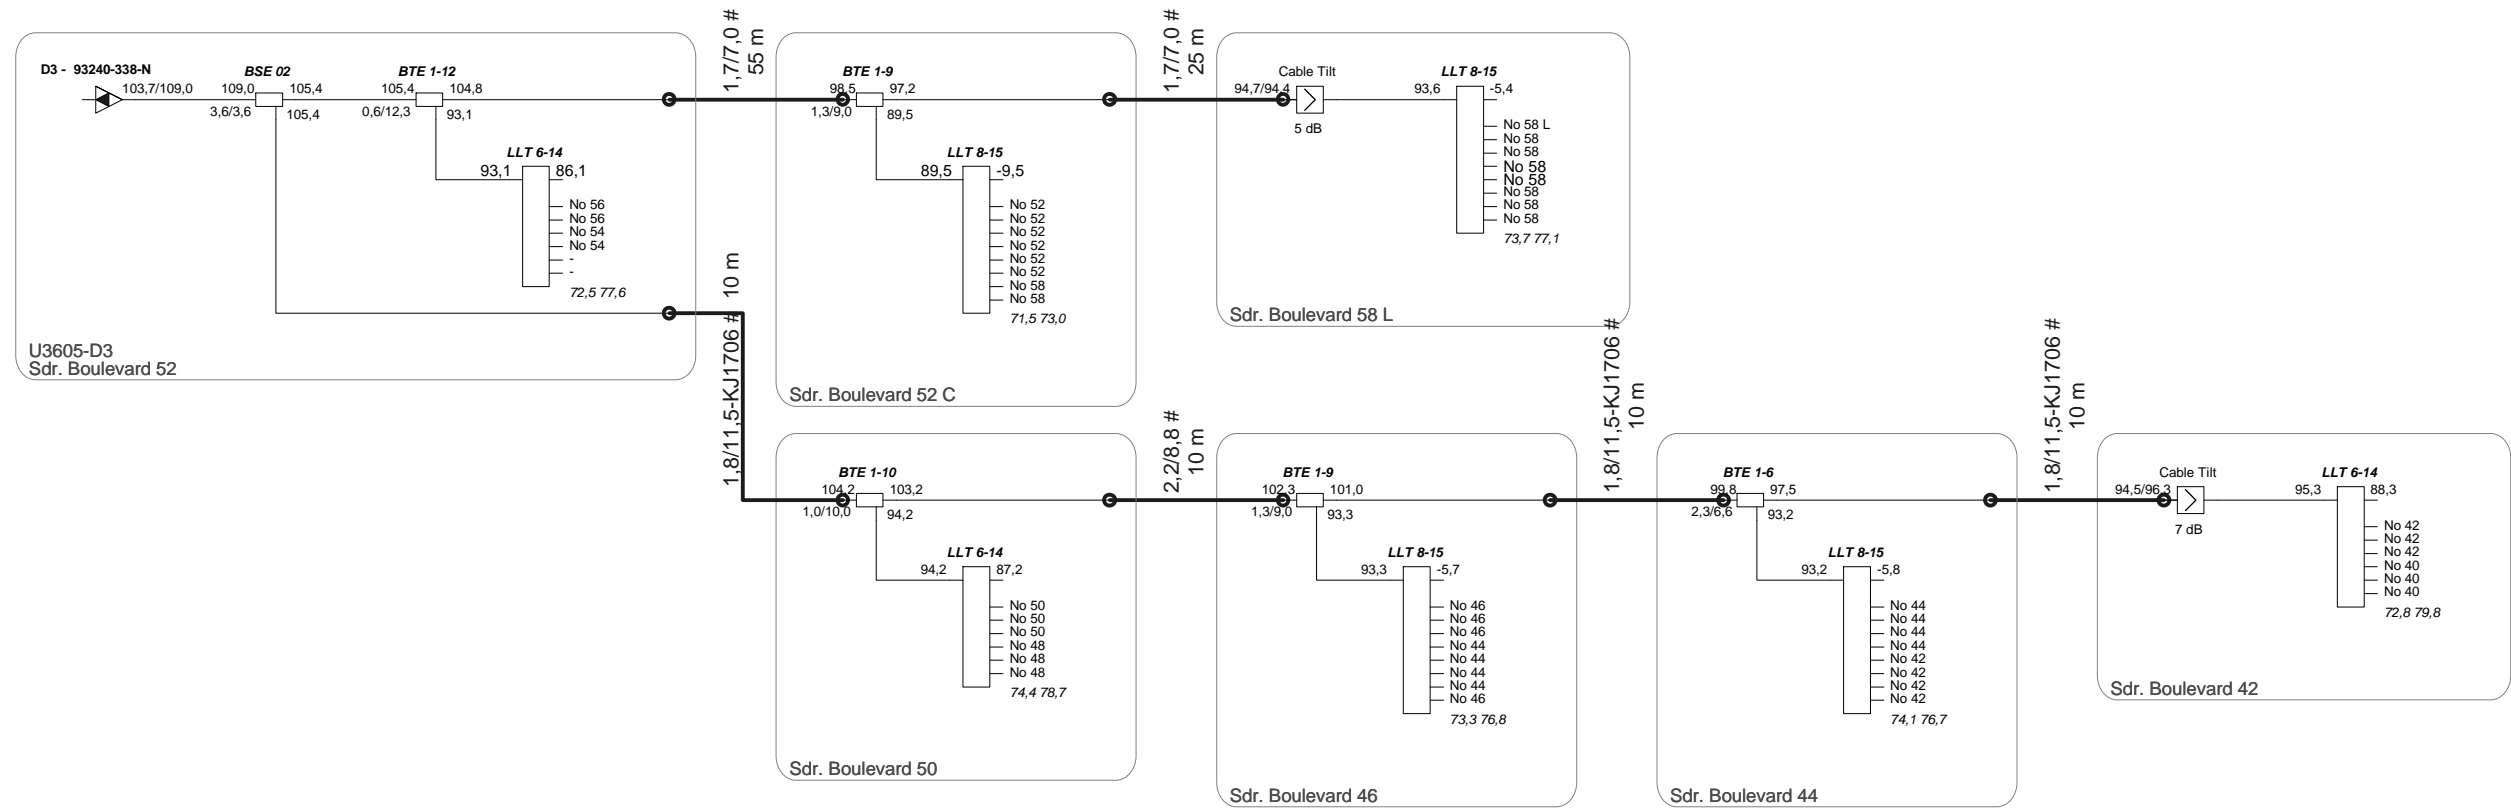 D3 - 93240-338-N
103,7/109,0
BSE 02
109,0
105,4
3,6/3,6
105,4
BTE 1-12
105,4
104,8
0,6/12,3
93,1
LLT 6-14
93,1
86,1
No 56
No 56
No 54
No 54
-
-
72,5 77,6
U3605-D3
Sdr. Boulevard 52
1,7/7,0 #
55 m
BTE 1-9
98,5
97,2
1,3/9,0
89,5
LLT 8-15
89,5
-9,5
No 52
No 52
No 52
No 52
No 52
No 52
No 58
No 58
71,5 73,0
Sdr. Boulevard 52 C
1,7/7,0 #
25 m
94,7/94,4
Cable Tilt
5 dB
LLT 8-15
93,6
-5,4
No 58 L
No 58
No 58
No 58
No 58
No 58
No 58
No 58
73,7 77,1
Sdr. Boulevard 58 L
1,8/11,5-KJ1706 #
10 m
BTE 1-10
104,2
103,2
1,0/10,0
94,2
LLT 6-14
94,2
87,2
No 50
No 50
No 50
No 48
No 48
No 48
74,4 78,7
Sdr. Boulevard 50
2,2/8,8 #
10 m
BTE 1-9
102,3
101,0
1,3/9,0
93,3
LLT 8-15
93,3
-5,7
No 46
No 46
No 46
No 44
No 44
No 44
No 44
No 46
73,3 76,8
Sdr. Boulevard 46
1,8/11,5-KJ1706 #
10 m
BTE 1-6
99,8
97,5
2,3/6,6
93,2
LLT 8-15
93,2
-5,8
No 44
No 44
No 44
No 44
No 42
No 42
No 42
No 42
74,1 76,7
Sdr. Boulevard 44
1,8/11,5-KJ1706 #
10 m
94,5/96,3
Cable Tilt
7 dB
LLT 6-14
95,3
88,3
No 42
No 42
No 42
No 40
No 40
No 40
72,8 79,8
Sdr. Boulevard 42